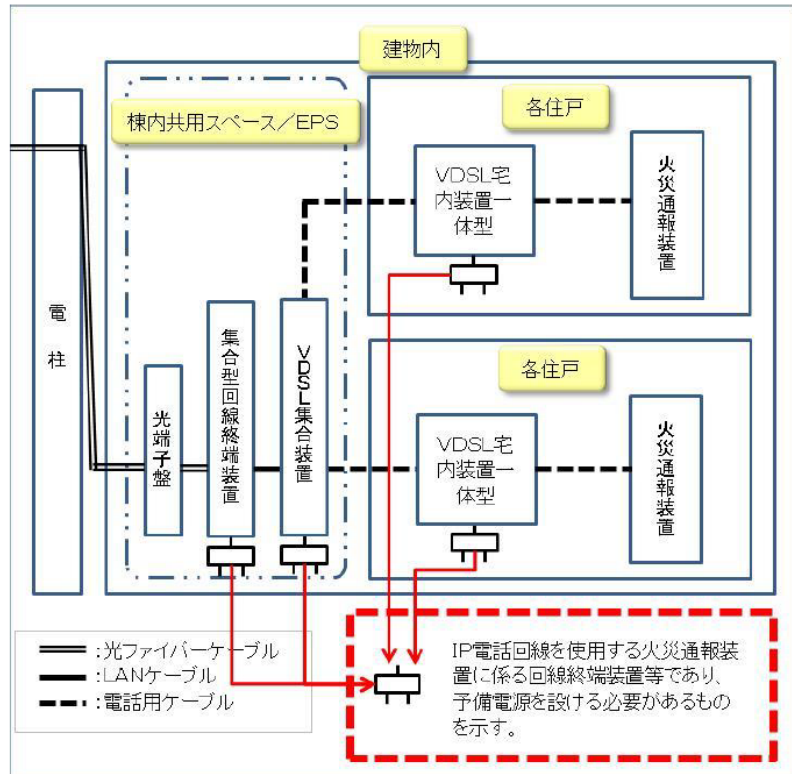 建物内
棟内共用スペース／EPS
各住戸
VDSL宅
内装置一
体型
火災通報装置
電柱
光端子盤
集合型回線終端装置
VDSL集合装置
各住戸
VDSL宅
内装置一
体型
火災通報装置
:光ファイバーケーブル
:LANケーブル
:電話用ケーブル
IP電話回線を使用する火災通報装
置に係る回線終端装置等であり、
予備電源を設ける必要があるもの
を示す。